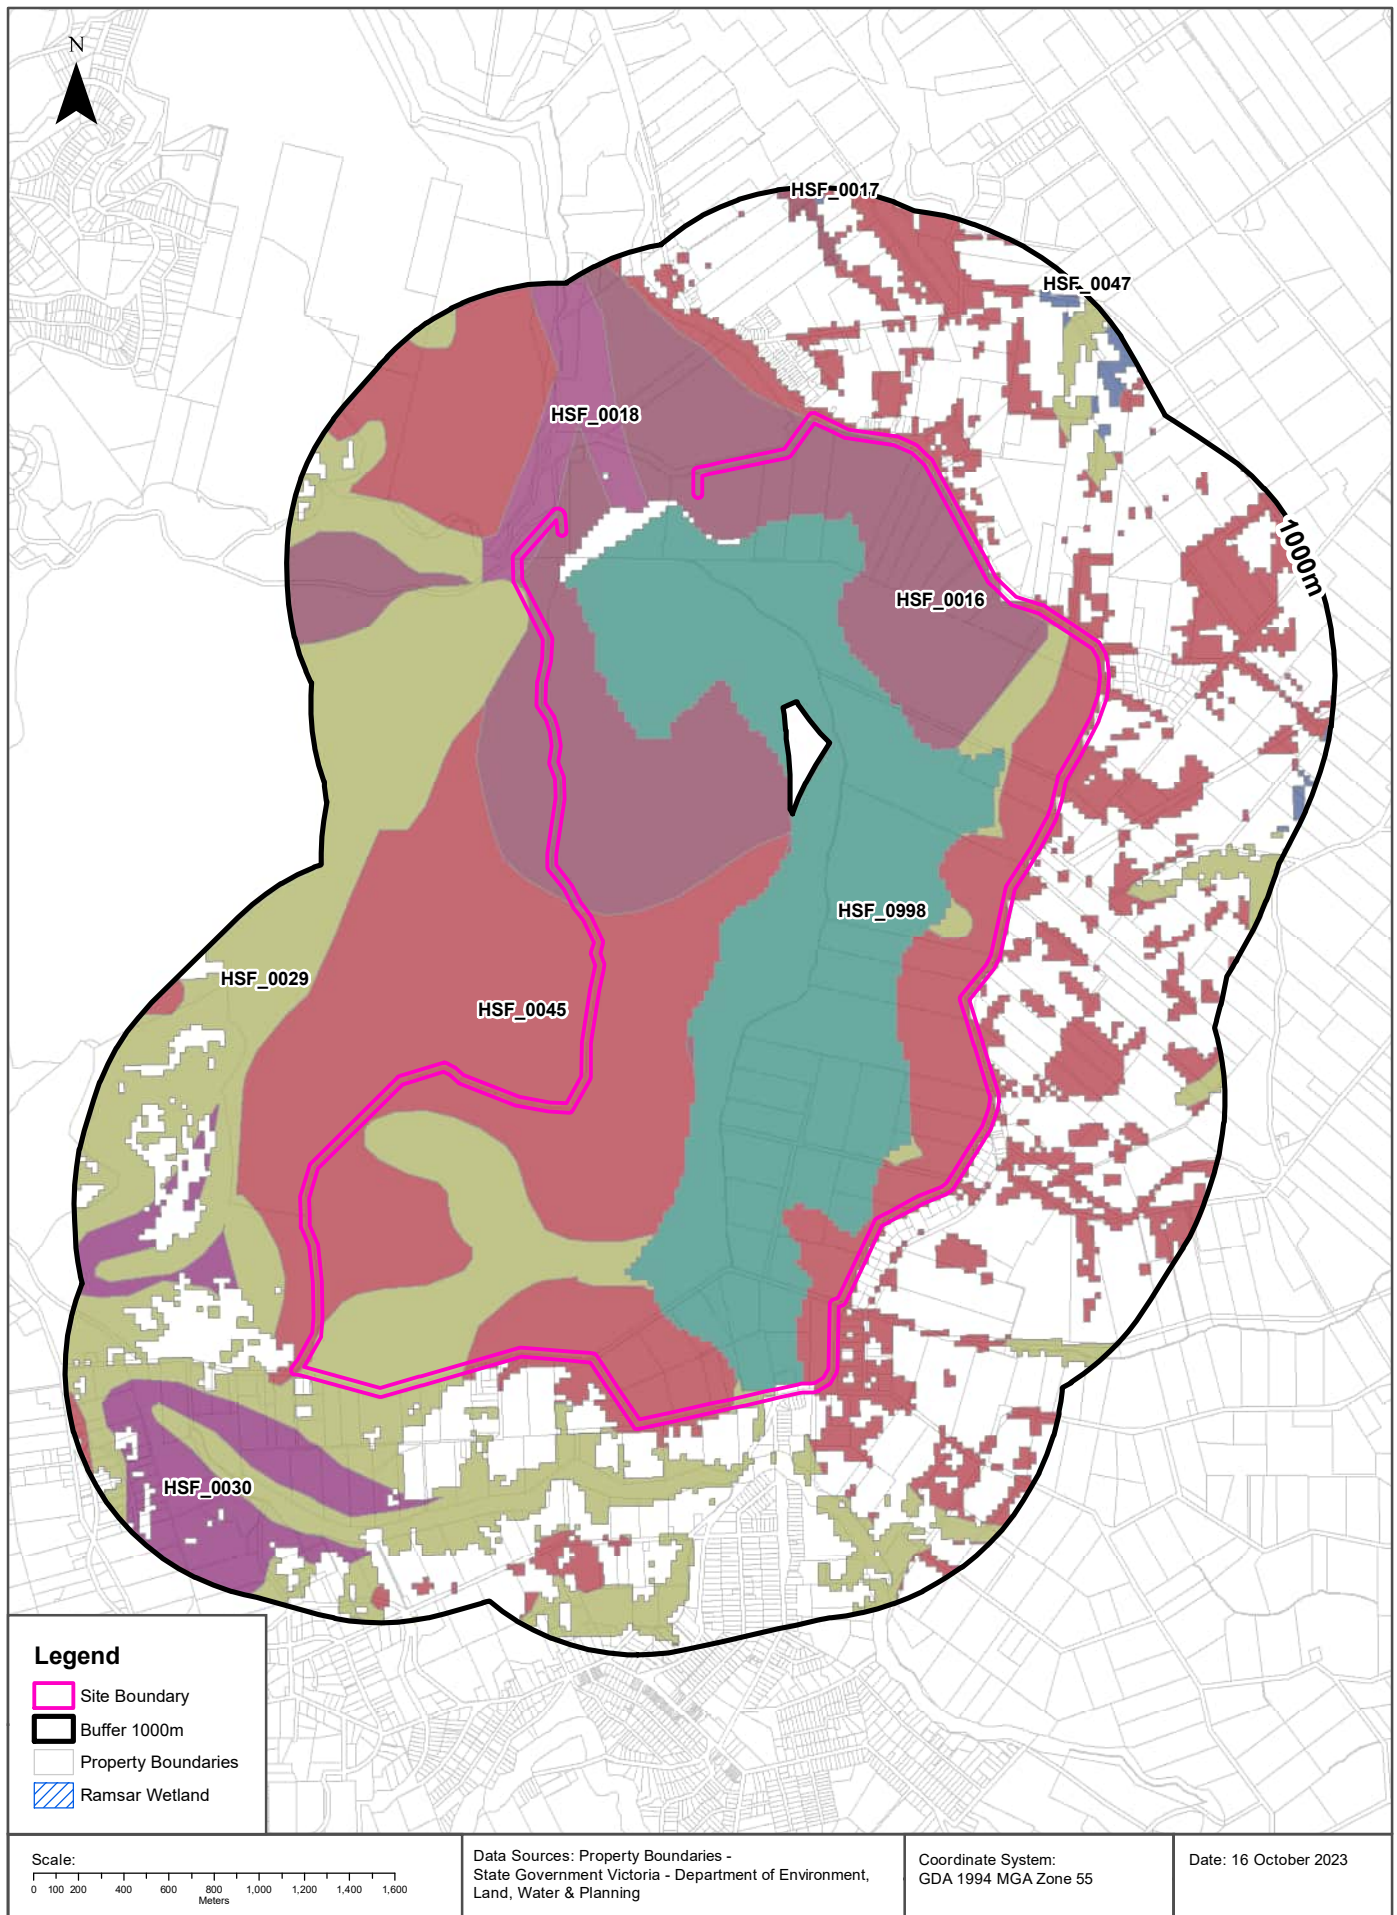 N
HSF_0017
HSF_0047
HSF_0018
1000m
HSF_0016
HSF_0998
HSF_0029
HSF_0045
HSF_0030
Legend
Site Boundary
Buffer 1000m
Property Boundaries
Ramsar Wetland
Scale:
0 100 200 400 600 800 1,000 1,200 1,400 1,600
Meters
Data Sources: Property Boundaries -
State Government Victoria - Department of Environment,
Land, Water & Planning
Coordinate System:
GDA 1994 MGA Zone 55
Date: 16 October 2023